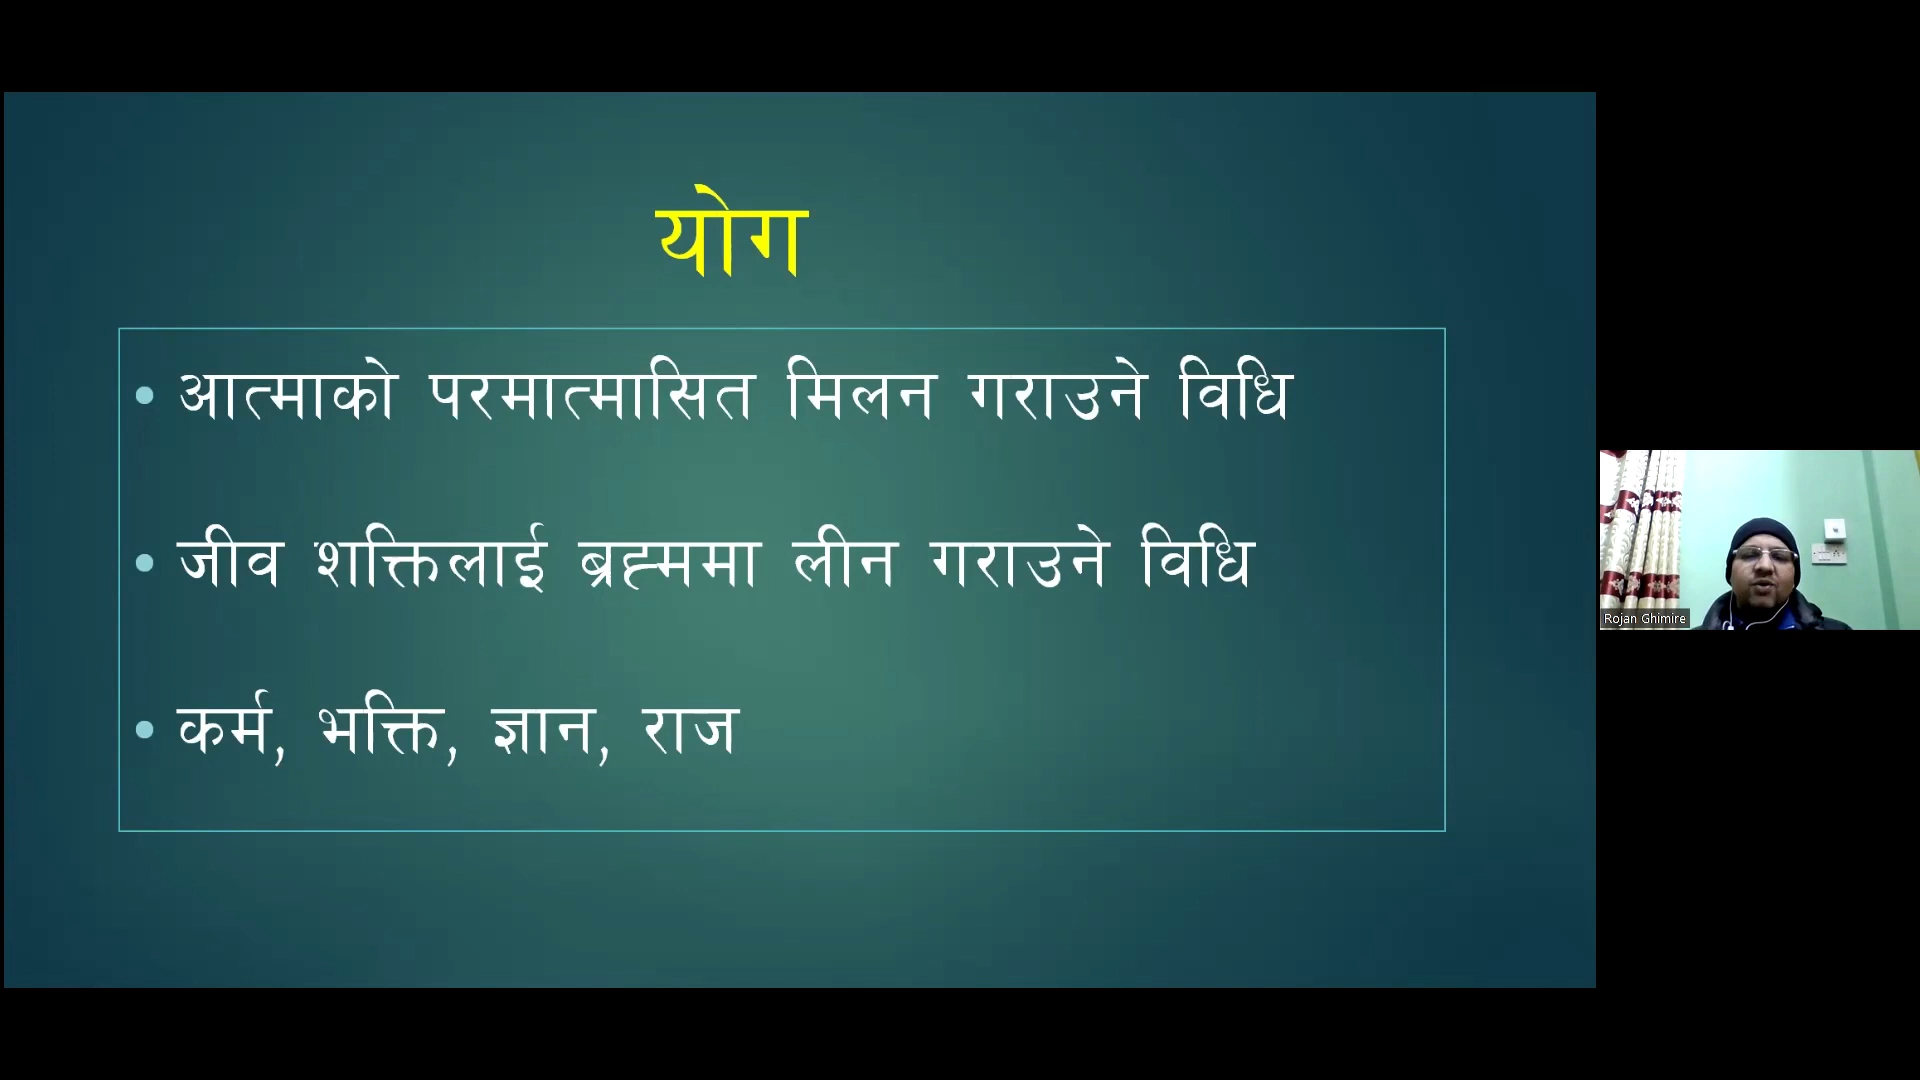 योग
• आत्माको परमात्मासित मिलन गराउने विधि
• जीव शक्तिलाई ब्रह्ममा लीन गराउने विधि
• कर्म, भक्ति, ज्ञान, राज
Rojan Ghimire